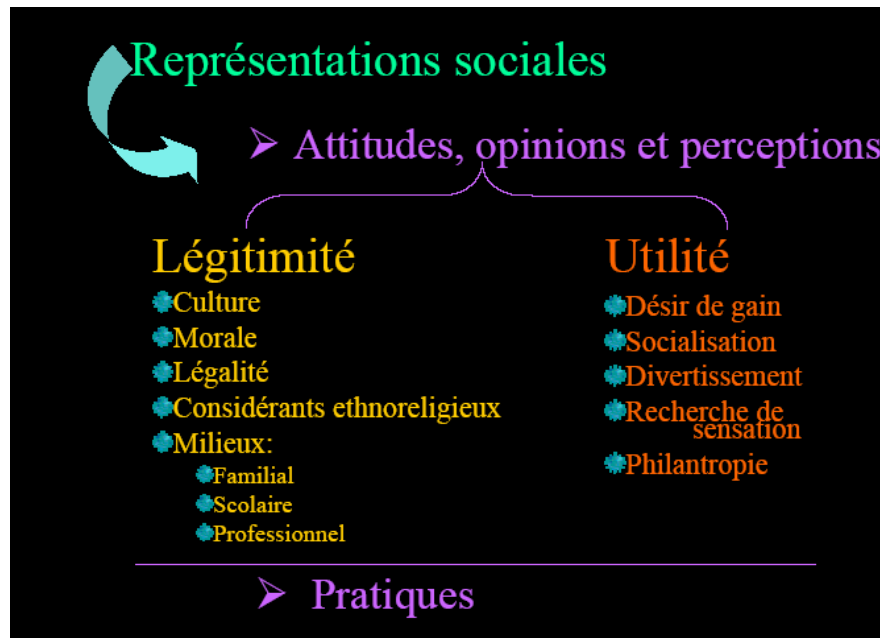 Représentations sociales
➢ Attitudes, opinions et perceptions
Légitimité
Culture
Morale
Légalité
Considérants ethnoreligieux
Milieux:
Familial
Scolaire
Professionnel
Utilité
Désir de gain
Socialisation
Divertissement
Recherche de
sensation
Philantropie
➢ Pratiques